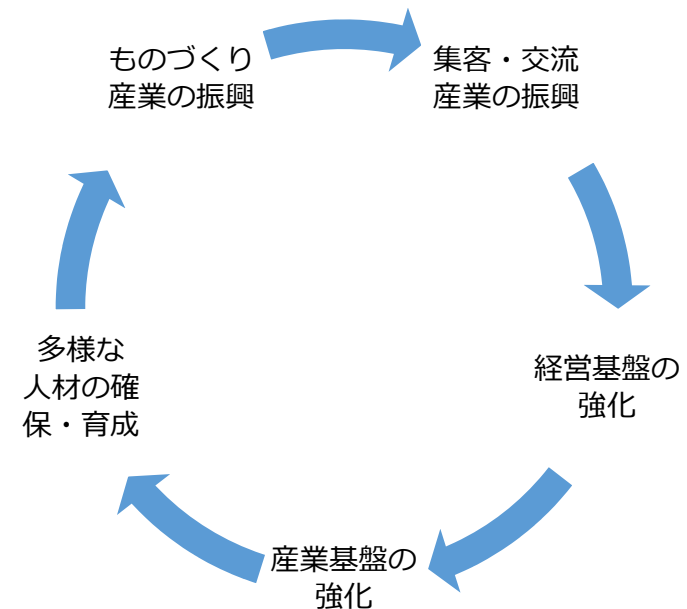 ものづくり
産業の振興
集客・交流
産業の振興
経営基盤の
強化
産業基盤の
強化
多様な
人材の確
保・育成